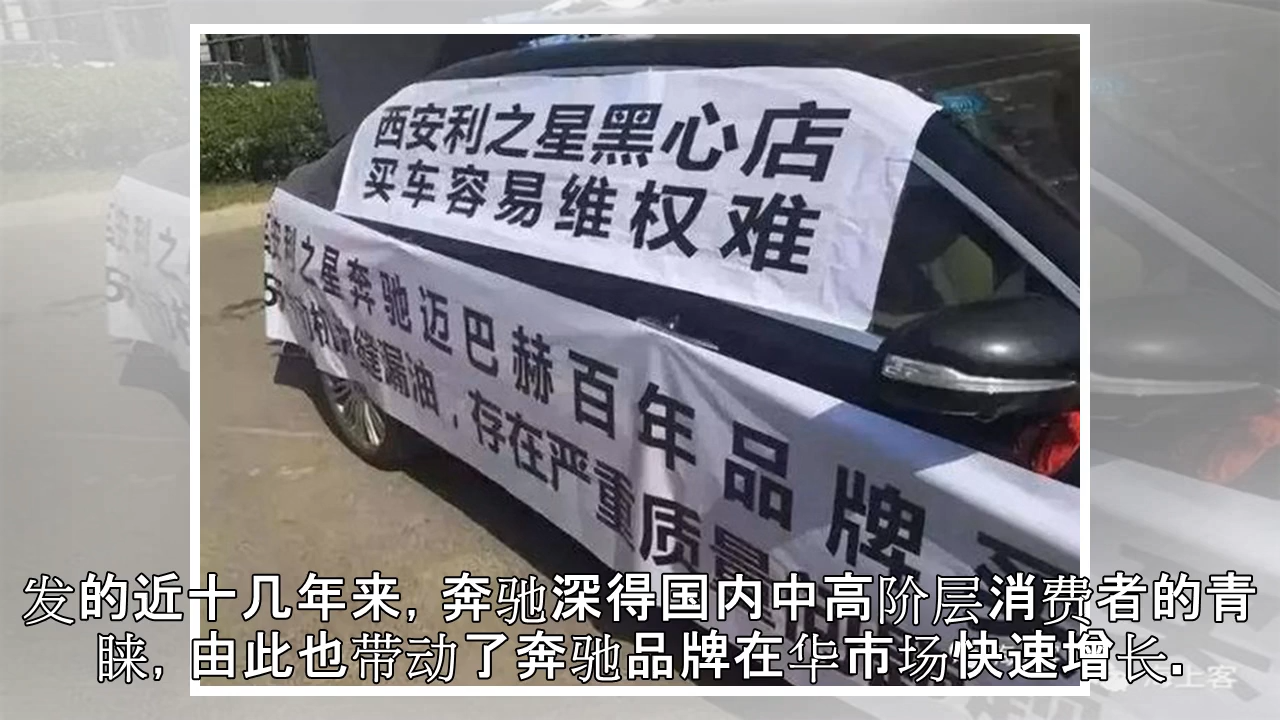 西安利之星黑心店
买车容易维权难
安利之星奔驰迈巴赫百年品牌
缝漏油，存在严重质量
发的近十几年来, 奔驰深得国内中高阶层消费者的青
睐, 由此也带动了奔驰品牌在华市场快速增长.